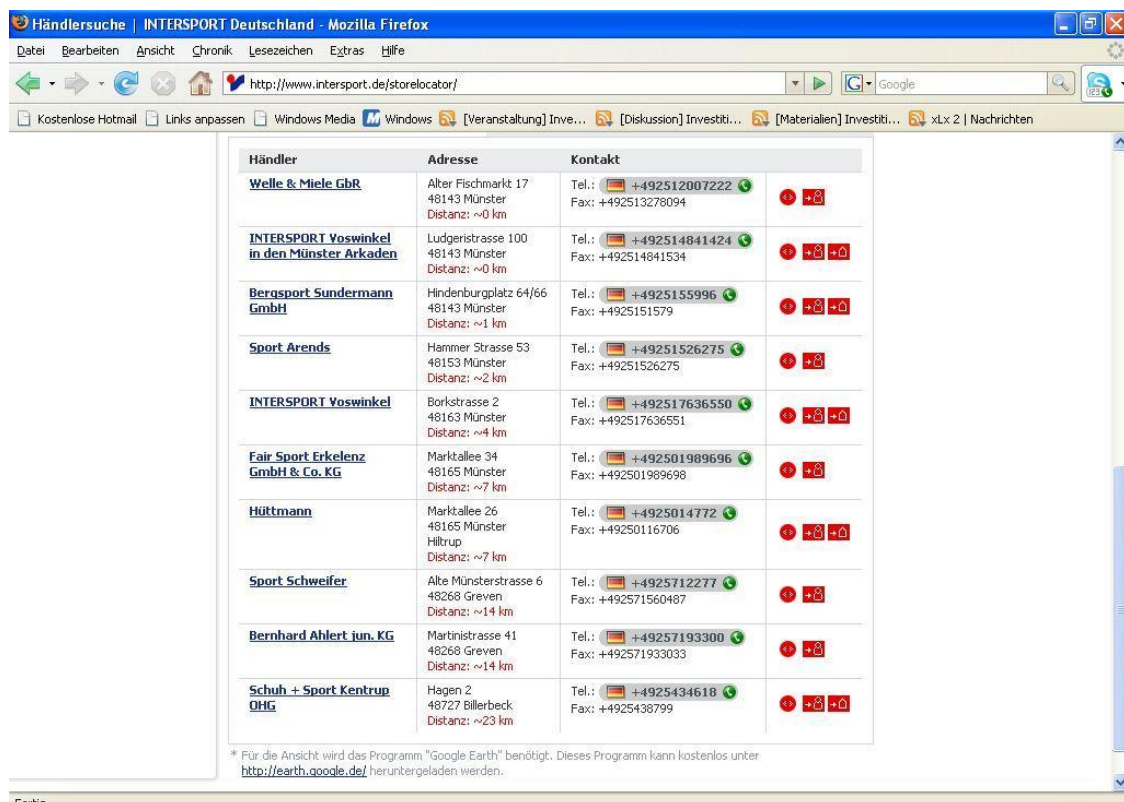 Händlersuche | INTERSPORT Deutschland - Mozilla Firefox
Datei Bearbeiten Ansicht Chronik Lesezeichen Extras Hilfe
http://www.intersport.de/storelocator/ G Google
Kostenlose Hotmail Links anpassen Windows Media Windows [Veranstaltung] Inve... [Diskussion] Investiti... [Materialien] Investiti... xLx 2 | Nachrichten
Händler Adresse Kontakt
Welle & Miele GbR Alter Fischmarkt 17 Tel.: +492512007222
48143 Münster Fax: +492513278094
Distanz: ~0 km
INTERSPORT Voswinkel Ludgeristrasse 100 Tel.: +492514841424
in den Münster Arkaden 48143 Münster Fax: +492514841534
Distanz: ~0 km
Bergsport Sundermann Hindenburgplatz 64/66 Tel.: +4925155996
GmbH 48143 Münster Fax: +4925151579
Distanz: ~1 km
Sport Arends Hammer Strasse 53 Tel.: +49251526275
48153 Münster Fax: +49251526275
Distanz: ~2 km
INTERSPORT Voswinkel Borkstrasse 2 Tel.: +492517636550
48163 Münster Fax: +492517636551
Distanz: ~4 km
Fair Sport Erkelenz Marktallee 34 Tel.: +492501989696
GmbH & Co. KG 48165 Münster Fax: +492501989698
Distanz: ~7 km
Hüttmann Marktallee 26 Tel.: +4925014772
48165 Münster Fax: +49250116706
Hiltrup
Distanz: ~7 km
Sport Schweifer Alte Münsterstrasse 6 Tel.: +4925712277
48268 Greven Fax: +492571560487
Distanz: ~14 km
Bernhard Ahlert jun. KG Martinistrasse 41 Tel.: +49257193300
48268 Greven Fax: +492571933033
Distanz: ~14 km
Schuh + Sport Kentrup Hagen 2 Tel.: +4925434618
OHG 48727 Billerbeck Fax: +4925438799
Distanz: ~23 km
* Für die Ansicht wird das Programm "Google Earth" benötigt. Dieses Programm kann kostenlos unter
http://earth.google.de/ heruntergeladen werden.